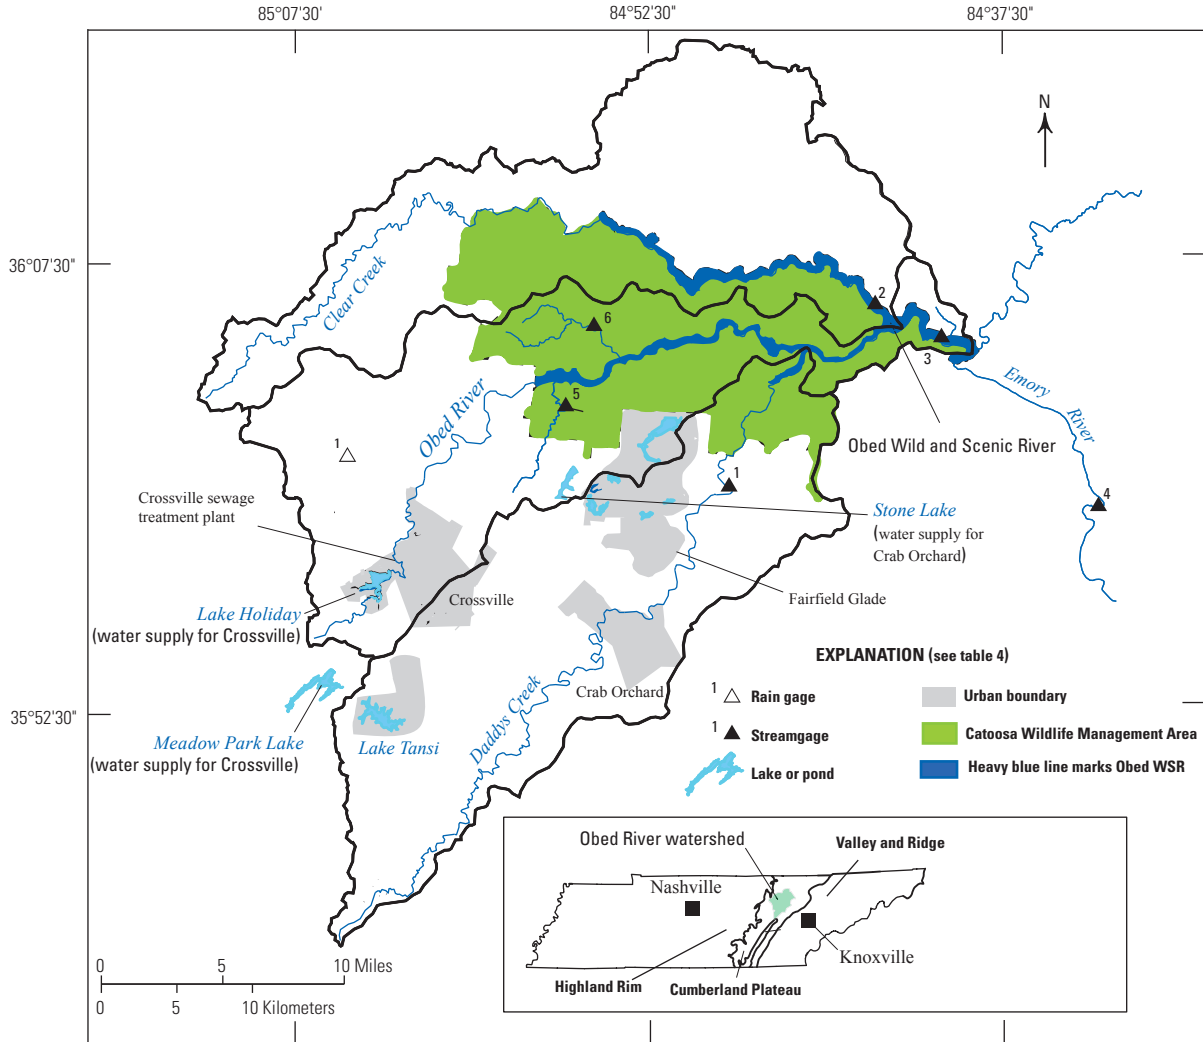 85°07'30"
84°52'30"
84°37'30"
N
36°07'30"
Clear Creek
2
6
3
Emory
River
5
Obed River
Obed Wild and Scenic River
1
1
4
Crossville sewage
treatment plant
Stone Lake
(water supply for
Crab Orchard)
Fairfield Glade
Crossville
Lake Holiday
(water supply for Crossville)
EXPLANATION (see table 4)
Crab Orchard
1 Rain gage
Urban boundary
35°52'30"
1 Streamgage
Catoosa Wildlife Management Area
Daddys Creek
Meadow Park Lake
(water supply for Crossville)
Lake Tansi
Lake or pond
Heavy blue line marks Obed WSR
Obed River watershed
Valley and Ridge
Nashville
Knoxville
Highland Rim
Cumberland Plateau
0 5 10 Miles
0 5 10 Kilometers